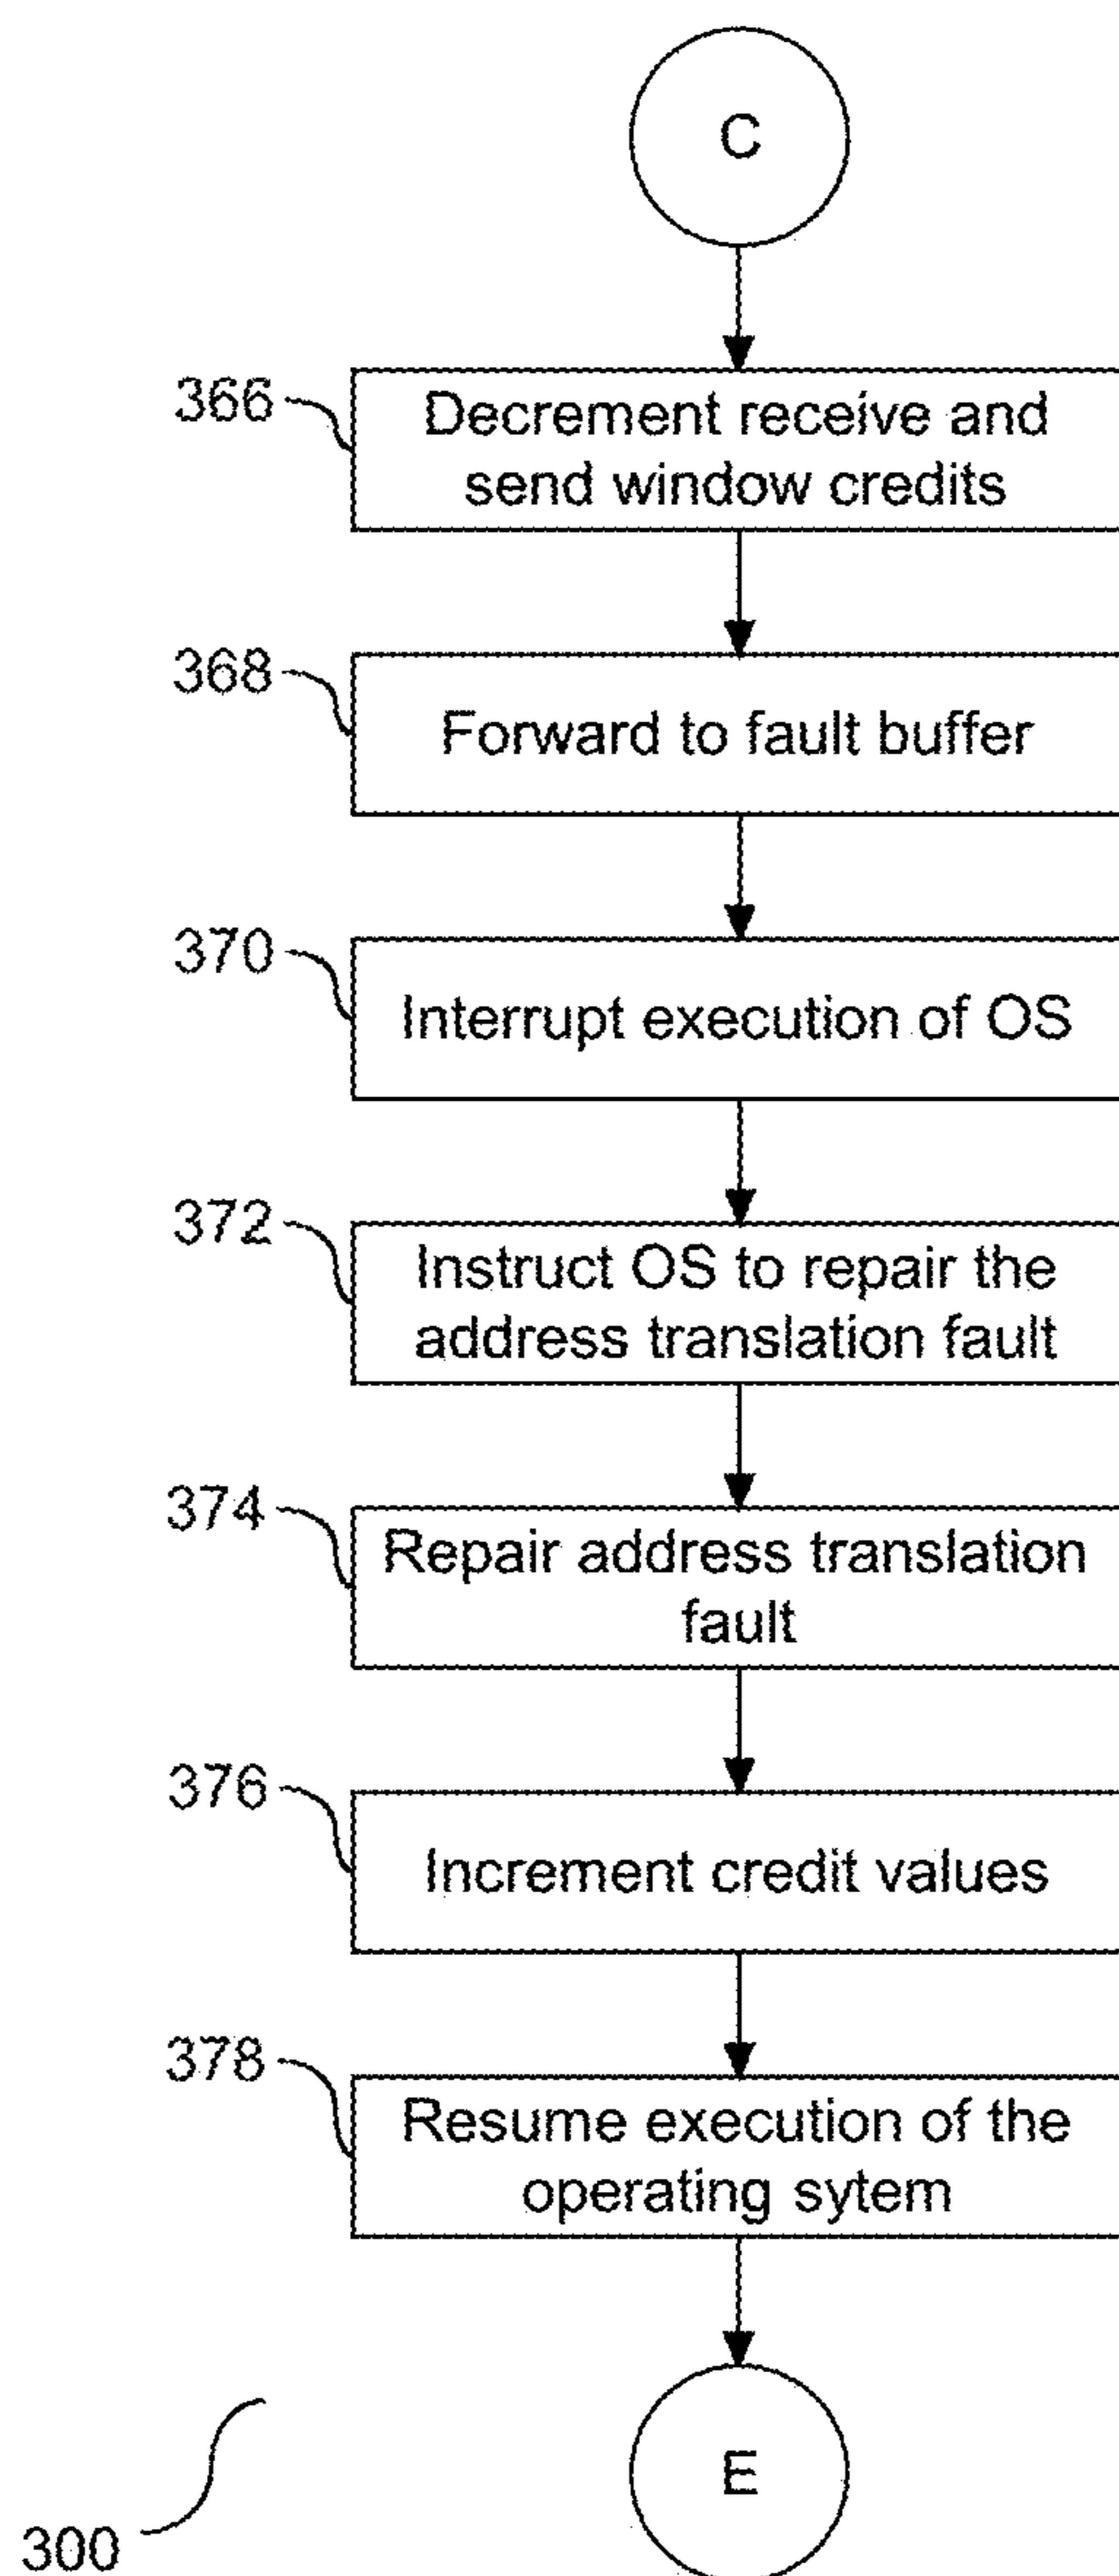 C
366
Decrement receive and
send window credits
368
Forward to fault buffer
370
Interrupt execution of OS
372
Instruct OS to repair the
address translation fault
374
Repair address translation
fault
376
Increment credit values
378
Resume execution of the
operating sytem
E
300